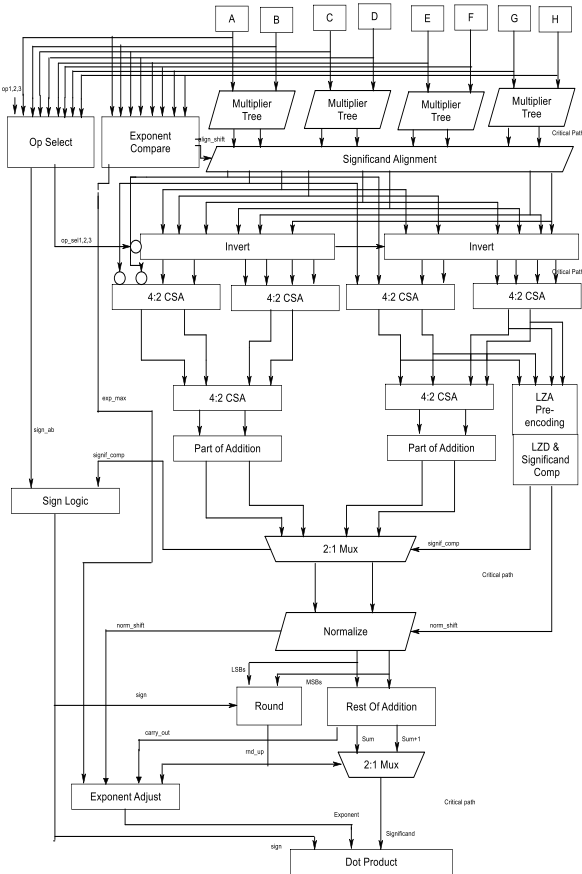 A B C D E F G H
op1,2,3
Op Select
Exponent
Compare
Multiplier
Tree
Multiplier
Tree
Multiplier
Tree
Multiplier
Tree
Critical Path
align_shift
Significand Alignment
op_sel1,2,3
Invert
Invert
Critical Path
4:2 CSA
4:2 CSA
4:2 CSA
4:2 CSA
exp_max
4:2 CSA
4:2 CSA
LZA
Pre-
encoding
sign_ab
Part of Addition
Part of Addition
LZD &
Significand
Comp
signif_comp
Sign Logic
2:1 Mux
signif_comp
Critical path
norm_shift
Normalize
norm_shift
LSBs
MSBs
sign
Round
Rest Of Addition
carry_out
Sum
Sum+1
rnd_up
2:1 Mux
Exponent Adjust
Critical path
Exponent
Significand
sign
Dot Product